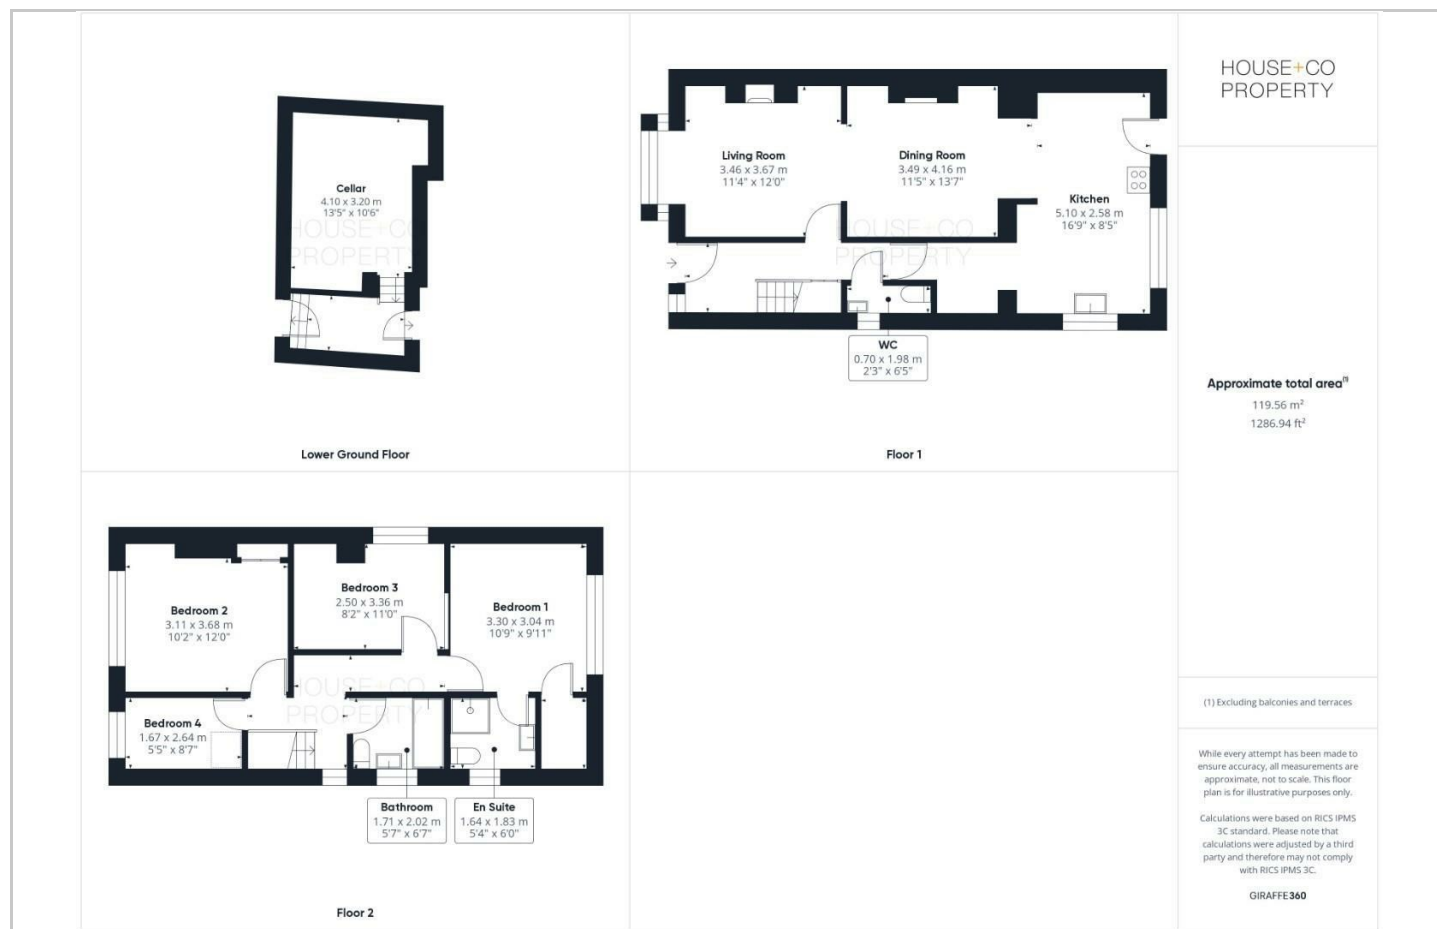 Cellar
4.10 x 3.20 m
13'5" x 10'6"
HOUSE+CO
PROPERTY
Lower Ground Floor
Living Room
3.46 x 3.67 m
11'4" x 12'0"
Dining Room
3.49 x 4.16 m
11'5" x 13'7"
Kitchen
5.10 x 2.58 m
16'9" x 8'5"
HOUSE+CO
PROPERTY
WC
0.70 x 1.98 m
2'3" x 6'5"
Floor 1
Bedroom 2
3.11 x 3.68 m
10'2" x 12'0"
Bedroom 3
2.50 x 3.36 m
8'2" x 11'0"
Bedroom 1
3.30 x 3.04 m
10'9" x 9'11"
HOUSE+CO
PROPERTY
Bedroom 4
1.67 x 2.64 m
5'5" x 8'7"
Bathroom
1.71 x 2.02 m
5'7" x 6'7"
En Suite
1.64 x 1.83 m
5'4" x 6'0"
Floor 2
HOUSE+CO
PROPERTY
Approximate total area(1)
119.56 m²
1286.94 ft²
(1) Excluding balconies and terraces
While every attempt has been made to
ensure accuracy, all measurements are
approximate, not to scale. This floor
plan is for illustrative purposes only.
Calculations were based on RICS IPMS
3C standard. Please note that
calculations were adjusted by a third
party and therefore may not comply
with RICS IPMS 3C.
GIRAFFE360